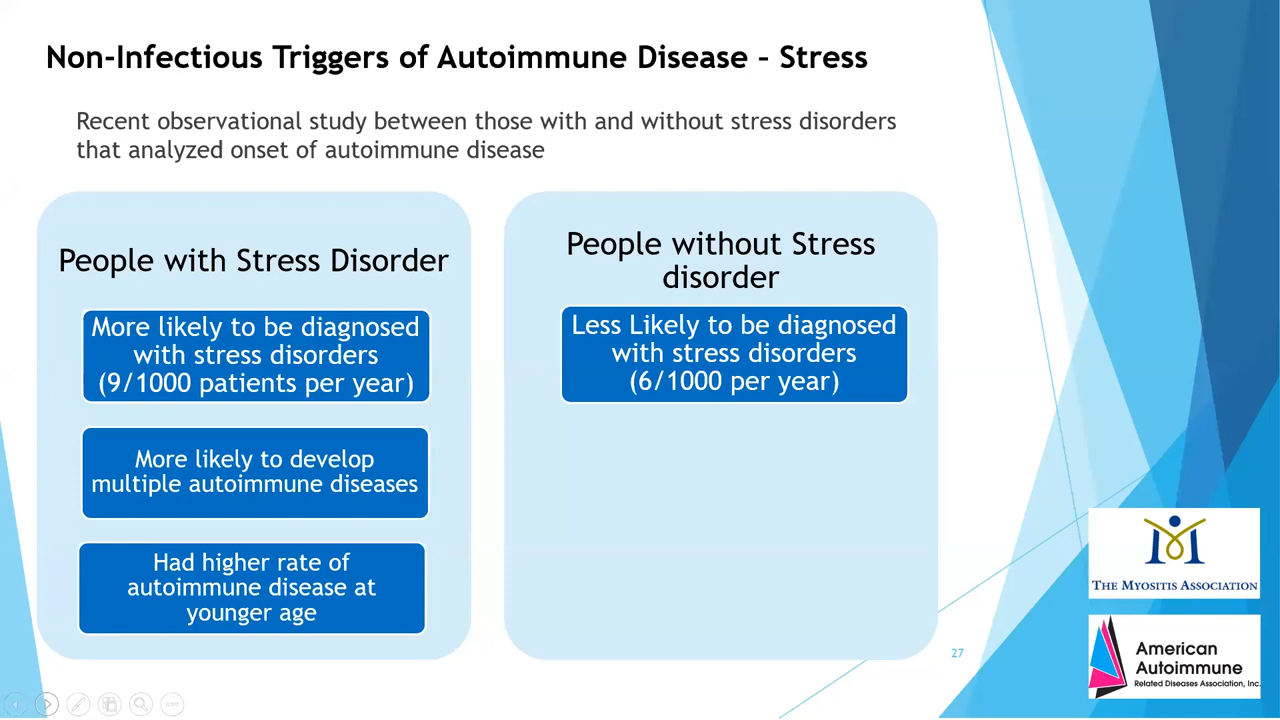 Non-Infectious Triggers of Autoimmune Disease – Stress
Recent observational study between those with and without stress disorders
that analyzed onset of autoimmune disease
People with Stress Disorder
More likely to be diagnosed
with stress disorders
(9/1000 patients per year)
More likely to develop
multiple autoimmune diseases
Had higher rate of
autoimmune disease at
younger age
People without Stress
disorder
Less Likely to be diagnosed
with stress disorders
(6/1000 per year)
27
THE MYOSITIS ASSOCIATION
American
Autoimmune
Related Diseases Association, Inc.